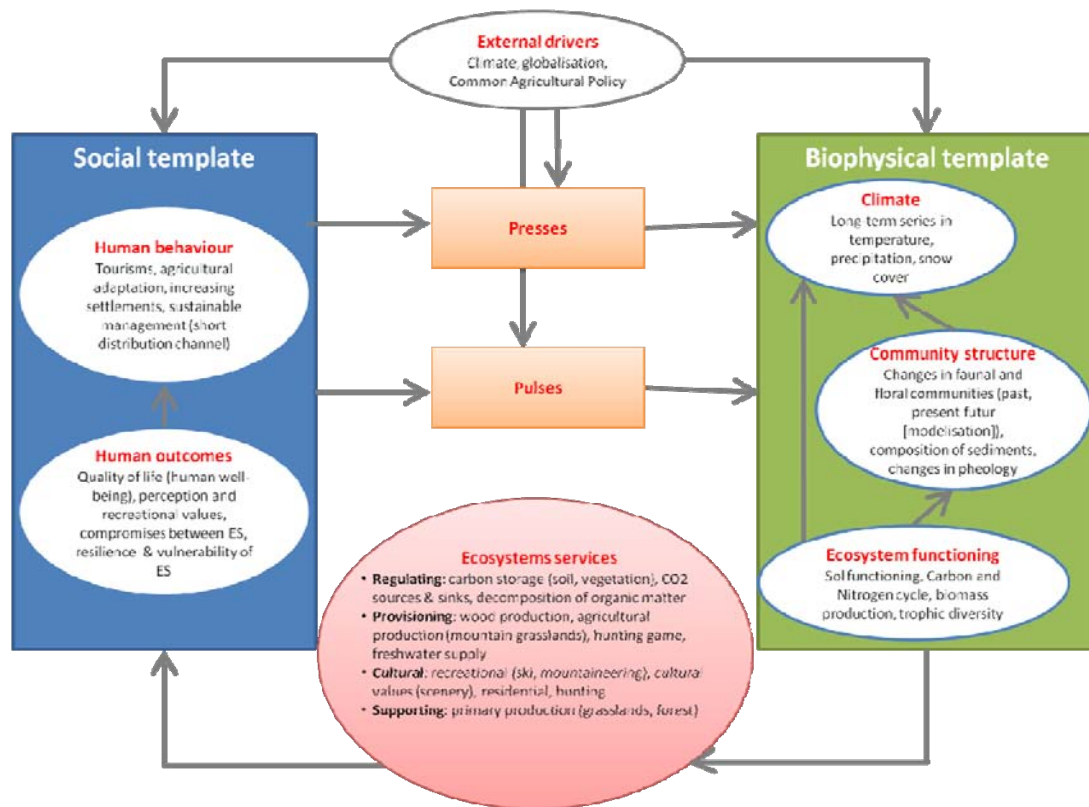 External drivers
Climate, globalisation,
Common Agricultural Policy
Social template
Human behaviour
Tourisms, agricultural
adaptation, increasing
settlements, sustainable
management (short
distribution channel)
Human outcomes
Quality of life (human well-
being), perception and
recreational values,
compromises between ES,
resilience & vulnerability of
ES
Presses
Pulses
Ecosystems services
• Regulating: carbon storage (soil, vegetation), CO2
sources & sinks, decomposition of organic matter
• Provisioning: wood production, agricultural
production (mountain grasslands), hunting game,
freshwater supply
• Cultural: recreational (ski, mountaineering), cultural
values (scenery), residential, hunting
• Supporting: primary production (grasslands, forest)
Biophysical template
Climate
Long-term series in
temperature,
precipitation, snow
cover
Community structure
Changes in faunal and
floral communities (past,
present futur
[modelisation]),
composition of sediments,
changes in pheology
Ecosystem functioning
Sol functioning, Carbon and
Nitrogen cycle, biomass
production, trophic diversity